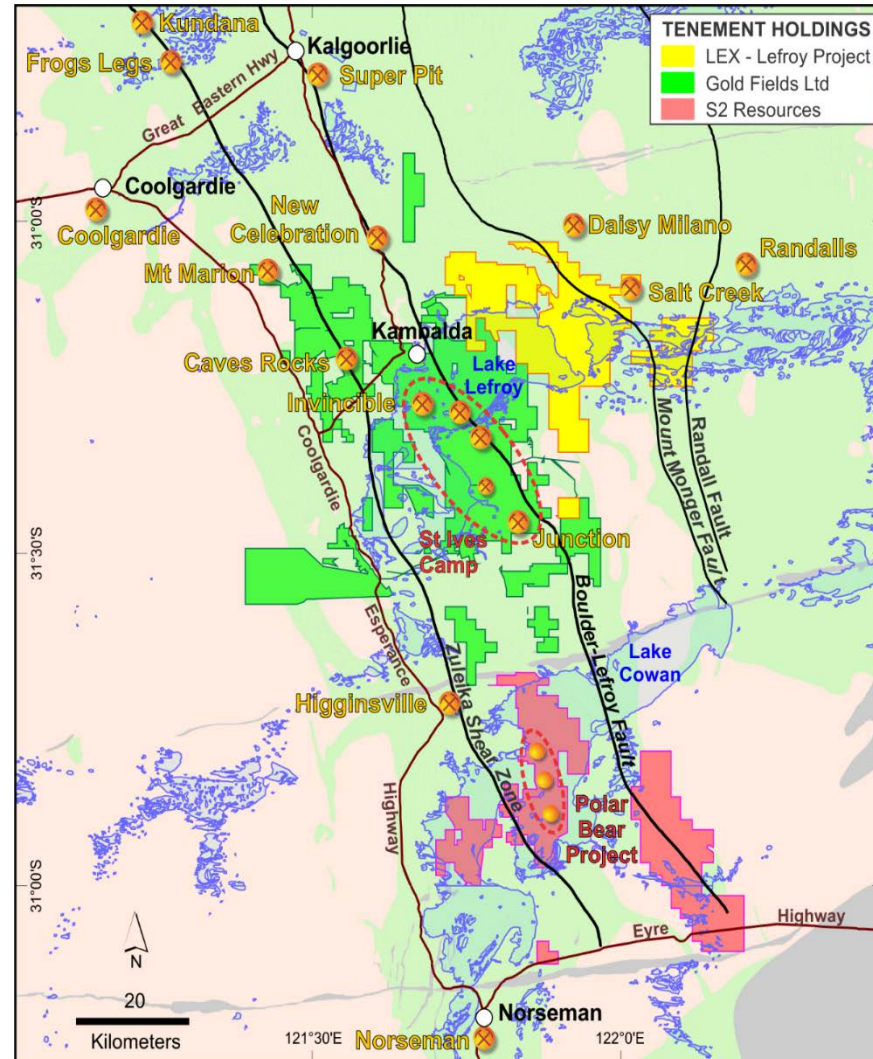 TENEMENT HOLDINGS
LEX - Lefroy Project
Gold Fields Ltd
S2 Resources
Kundana
Kalgoorlie
Frogs Legs
Super Pit
Great Eastern Hwy
Coolgardie
Coolgardie
31°00'S
New
Celebration
Daisy Milano
Randalls
Mt Marion
Salt Creek
Kambalda
Caves Rocks
Lake
Lefroy
Invincible
Coolgardie
Randall Fault
Mount Monger Fault
St Ives
Camp
Junction
31°30'S
Esperance
Highway
Zuleika Shear Zone
Boulder-Lefroy Fault
Lake
Cowan
Higginsville
Polar
Bear
Project
31°00'S
Eyre Highway
N
20
Kilometers
Norseman
Norseman
121°30'E
122°0'E